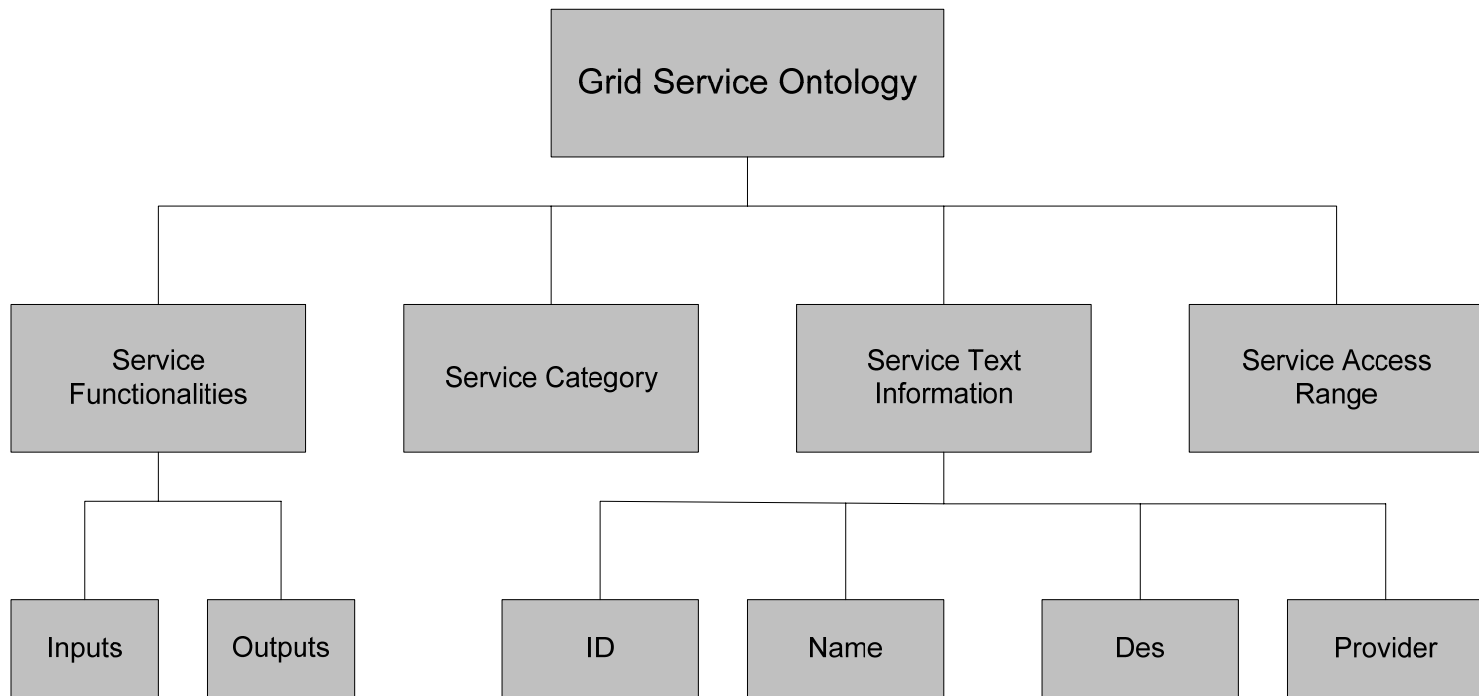 Grid Service Ontology
Service
Functionalities
Service Category
Service Text
Information
Service Access
Range
Inputs
Outputs
ID
Name
Des
Provider